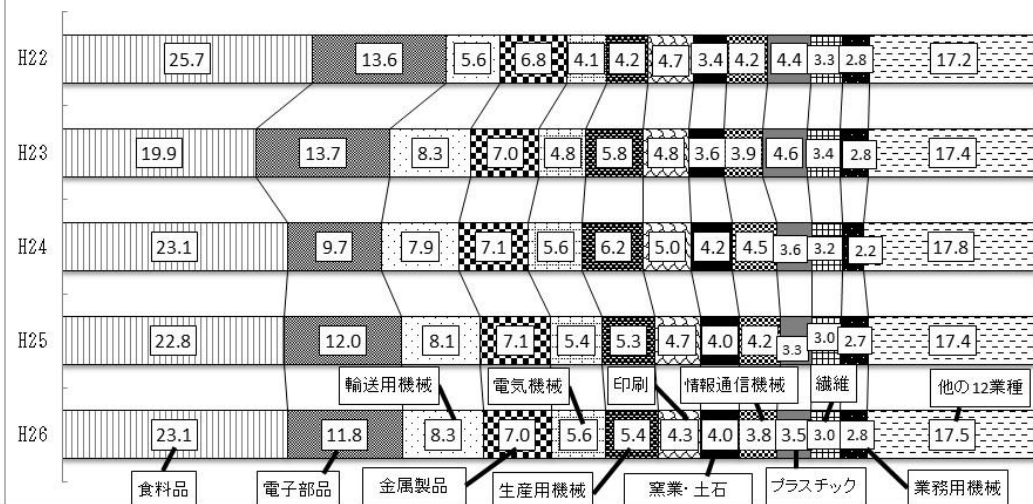 H22 25.7 13.6 5.6 6.8 4.1 4.2 4.7 3.4 4.2 4.4 3.3 2.8 17.2
H23 19.9 13.7 8.3 7.0 4.8 5.8 4.8 3.6 3.9 4.6 3.4 2.8 17.4
H24 23.1 9.7 7.9 7.1 5.6 6.2 5.0 4.2 4.5 3.6 3.2 2.2 17.8
H25 22.8 12.0 8.1 7.1 5.4 5.3 4.7 4.0 4.2 3.3 3.0 2.7 17.4
輸送用機械 電気機械 印刷 情報通信機械 繊維 他の12業種
H26 23.1 11.8 8.3 7.0 5.6 5.4 4.3 4.0 3.8 3.5 3.0 2.8 17.5
食料品 電子部品 金属製品 生産用機械 窯業・土石 プラスチック 業務用機械